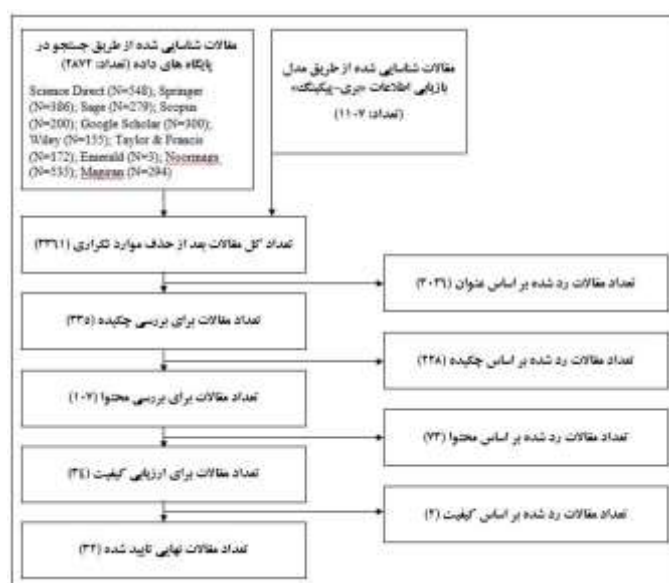 مقالات شناسایی شده از طریق جستجو در
پایگاه های داده (تعداد: ۲۸۷۲)
Science Direct (N=548); Springer
(N=386); Sage (N=279); Scopus
(N=200); Google Scholar (N=300);
Wiley (N=155); Taylor & Francis
(N=172); Emerald (N=3); Noormags
(N=535); Magiran (N=294)
مقالات شناسایی شده از طریق مدل
بازیابی اطلاعات «بری-پیکینگ»
(تعداد: ۱۱۰۷)
تعداد کل مقالات بعد از حذف موارد تکراری (۳۳۶۱)
تعداد مقالات رد شده بر اساس عنوان (۳۰۲۶)
تعداد مقالات برای بررسی چکیده (۳۳۵)
تعداد مقالات رد شده بر اساس چکیده (۲۲۸)
تعداد مقالات برای بررسی محتوا (۱۰۷)
تعداد مقالات رد شده بر اساس محتوا (۷۳)
تعداد مقالات برای ارزیابی کیفیت (۳۴)
تعداد مقالات رد شده بر اساس کیفیت (۲)
تعداد مقالات نهایی تایید شده (۳۲)